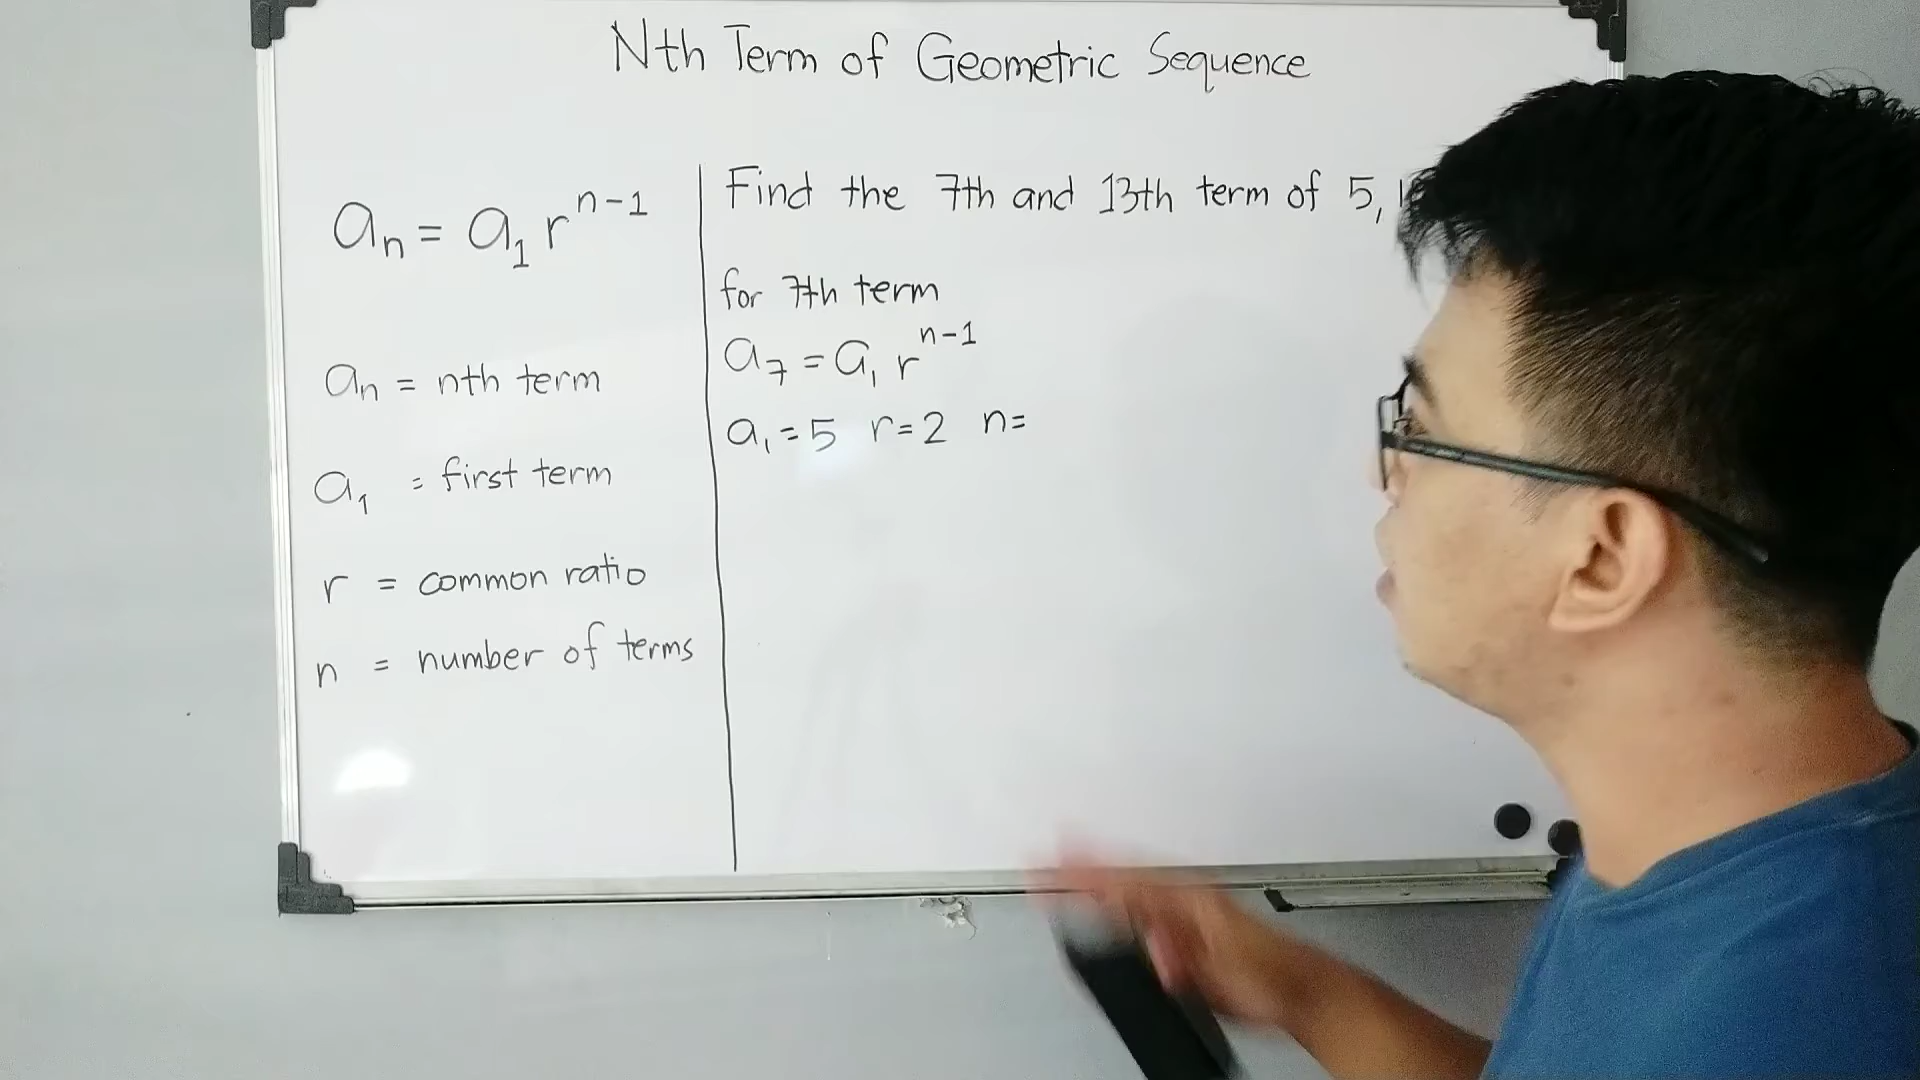 Nth Term of Geometric Sequence
aₙ = a₁ rⁿ⁻¹
aₙ = nth term
a₁ = first term
r = common ratio
n = number of terms
Find the 7th and 13th term of 5,
for 7th term
a₇ = a₁ rⁿ⁻¹
a₁ = 5 r = 2 n =